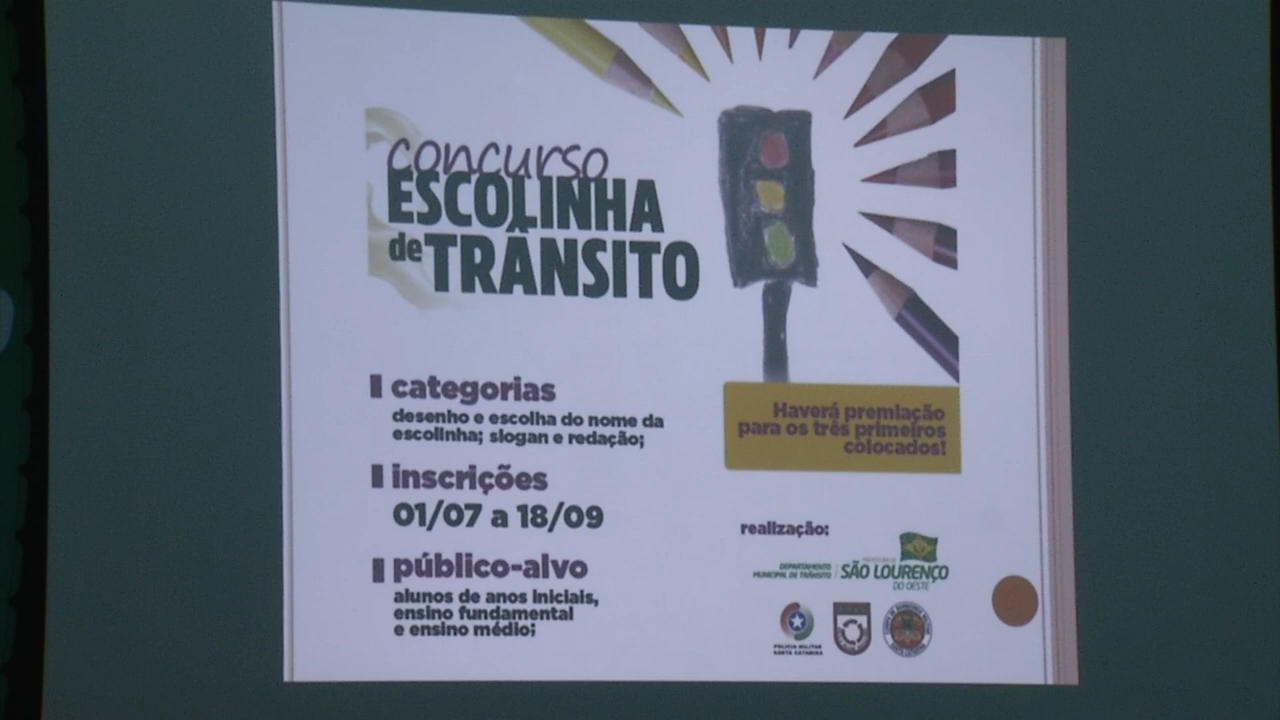 concurso
ESCOLINHA
de TRÂNSITO
categorias
desenho e escolha do nome da
escolinha; slogan e redação;
inscrições
01/07 a 18/09
público-alvo
alunos de anos iniciais,
ensino fundamental
e ensino médio;
Haverá premiação
para os três primeiros
colocados!
realização:
DEPARTAMENTO
MUNICIPAL DE TRÂNSITO
SÃO LOURENÇO
DO OESTE
POLÍCIA MILITAR
SANTA CATARINA